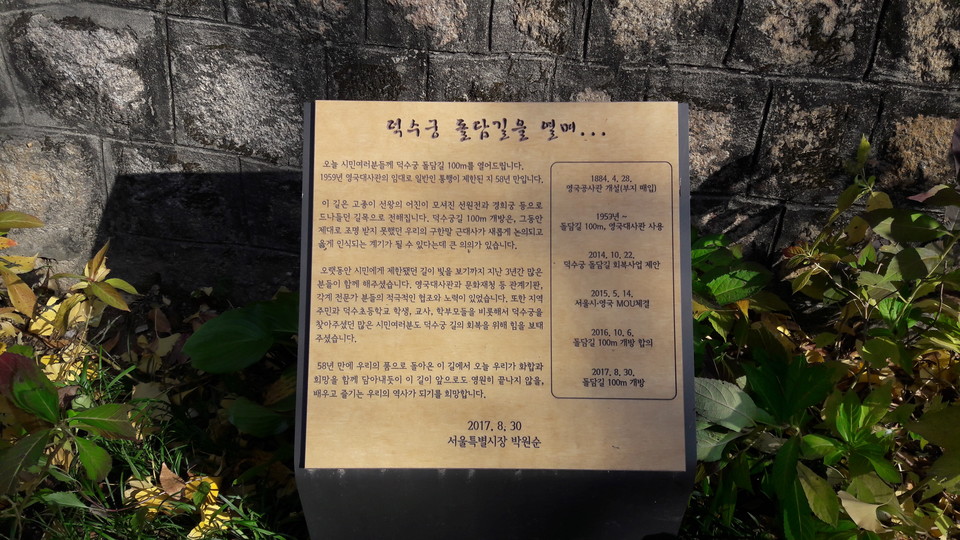 덕수궁 돌담길을 열며...
오늘 시민여러분들께 덕수궁 돌담길 100m를 열어드립니다.
1959년 영국대사관의 임대로 일반인 통행이 제한된 지 58년 만입니다.
이 길은 고종이 선왕의 어진이 모셔진 선원전과 경희궁 등으로
드나들던 길목으로 전해집니다. 덕수궁길 100m 개방은, 그동안
제대로 조명 받지 못했던 우리의 구한말 근대사가 새롭게 논의되고
옳게 인식되는 계기가 될 수 있다는데 큰 의의가 있습니다.
오랫동안 시민에게 제한됐던 길이 빛을 보기까지 지난 3년간 많은
분들이 함께 해주셨습니다. 영국대사관과 문화재청 등 관계기관,
각계 전문가 분들의 적극적인 협조와 노력이 있었습니다. 또한 지역
주민과 덕수초등학교 학생, 교사, 학부모들을 비롯해서 덕수궁을
찾아주셨던 많은 시민여러분도 덕수궁 길의 회복을 위해 힘을 보태
주셨습니다.
58년 만에 우리의 품으로 돌아온 이 길에서 오늘 우리가 화합과
희망을 함께 담아내듯이 이 길이 앞으로도 영원히 끝나지 않을,
배우고 즐기는 우리의 역사가 되기를 희망합니다.
2017. 8. 30
서울특별시장 박원순
1884. 4. 28.
영국공사관 개설(부지 매입)
1959년 ~
돌담길 100m, 영국대사관 사용
2014. 10. 22.
덕수궁 돌담길 회복사업 제안
2015. 5. 14.
서울시·영국 MOU체결
2016. 10. 6.
돌담길 100m 개방 합의
2017. 8. 30.
돌담길 100m 개방